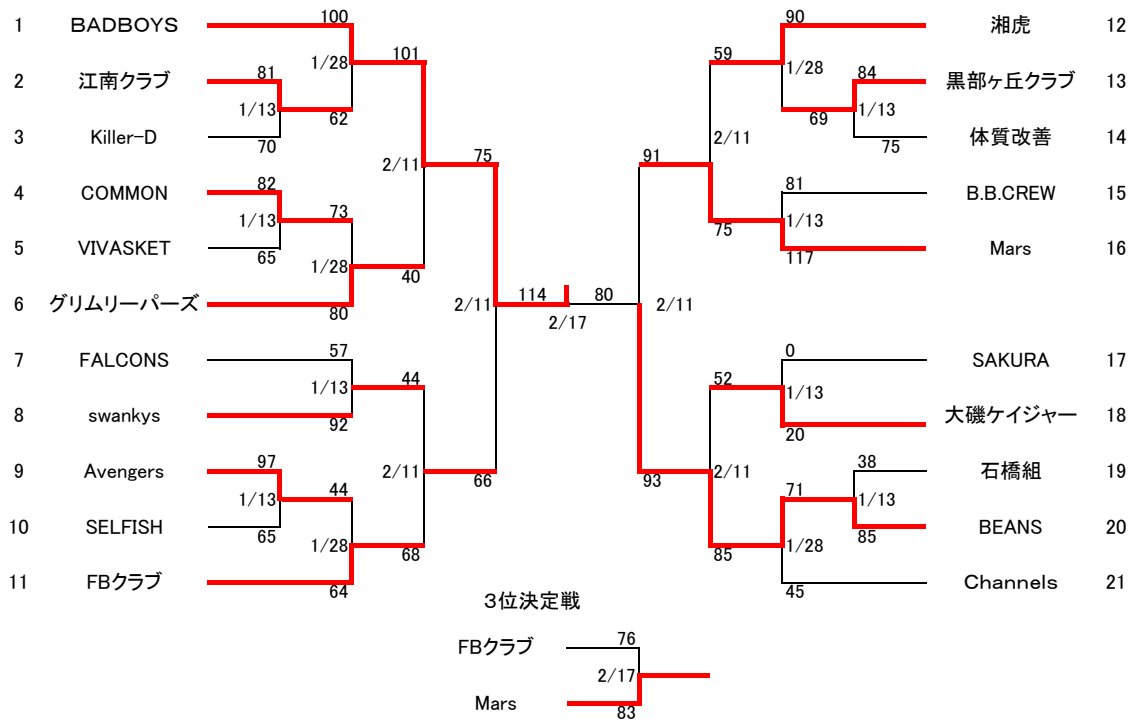 100
90
1 BADBOYS
湘虎 12
101
59
1/28
1/28
81
84
2 江南クラブ
黒部ヶ丘クラブ 13
1/13
1/13
62
69
3 Killer-D
体質改善 14
70
75
2/11
2/11
75
91
82
81
4 COMMON
B.B.CREW 15
73
1/13
1/13
75
5 VIVASKET
Mars 16
65
117
1/28
40
6 グリムリーパーズ
80
114
80
2/11
2/11
2/17
57
0
7 FALCONS
SAKURA 17
44
52
1/13
1/13
8 swankys
大磯ケイジャー 18
92
20
97
38
9 Avengers
石橋組 19
2/11
2/11
66
93
44
71
1/13
1/13
10 SELFISH
BEANS 20
65
85
1/28
1/28
68
85
11 FBクラブ
Channels 21
64
45
3位決定戦
76
FBクラブ
2/17
Mars
83